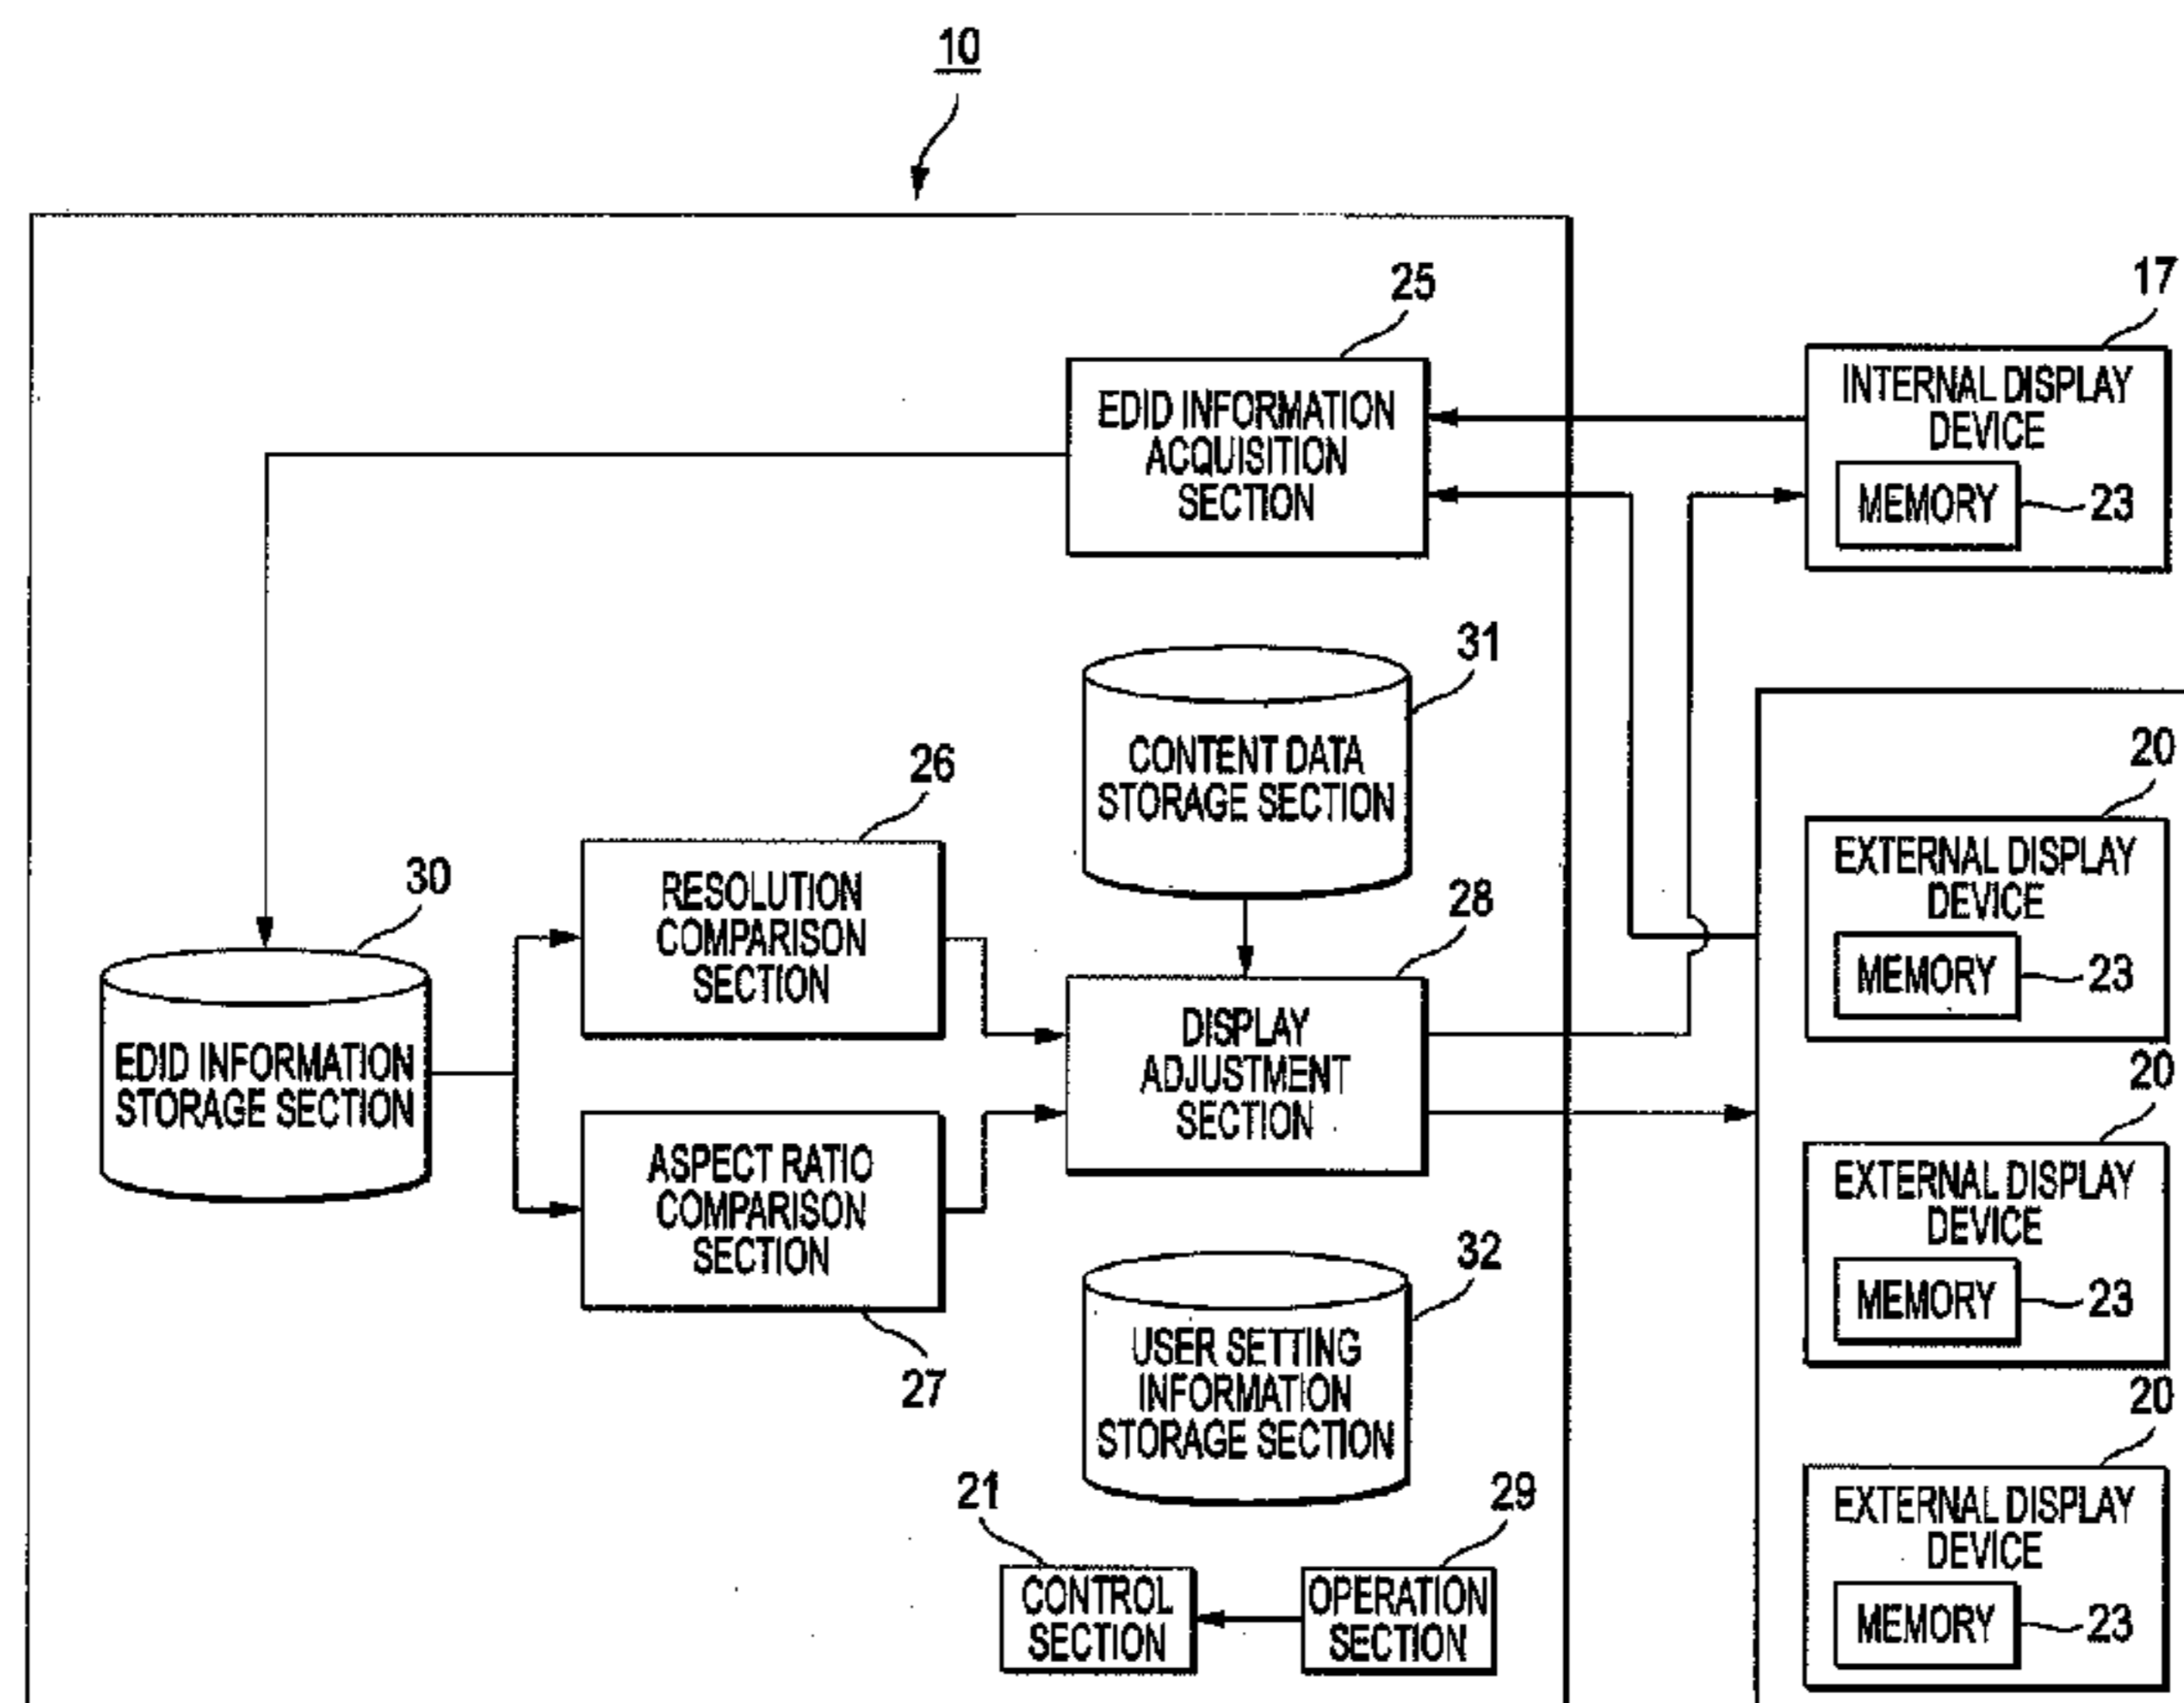 10
25
EDID INFORMATION
ACQUISITION
SECTION
17
INTERNAL DISPLAY
DEVICE
MEMORY
23
31
CONTENT DATA
STORAGE SECTION
26
RESOLUTION
COMPARISON
SECTION
30
EDID INFORMATION
STORAGE SECTION
28
DISPLAY
ADJUSTMENT
SECTION
ASPECT RATIO
COMPARISON
SECTION
27
32
USER SETTING
INFORMATION
STORAGE SECTION
21
CONTROL
SECTION
29
OPERATION
SECTION
20
EXTERNAL DISPLAY
DEVICE
MEMORY
23
20
EXTERNAL DISPLAY
DEVICE
MEMORY
23
20
EXTERNAL DISPLAY
DEVICE
MEMORY
23